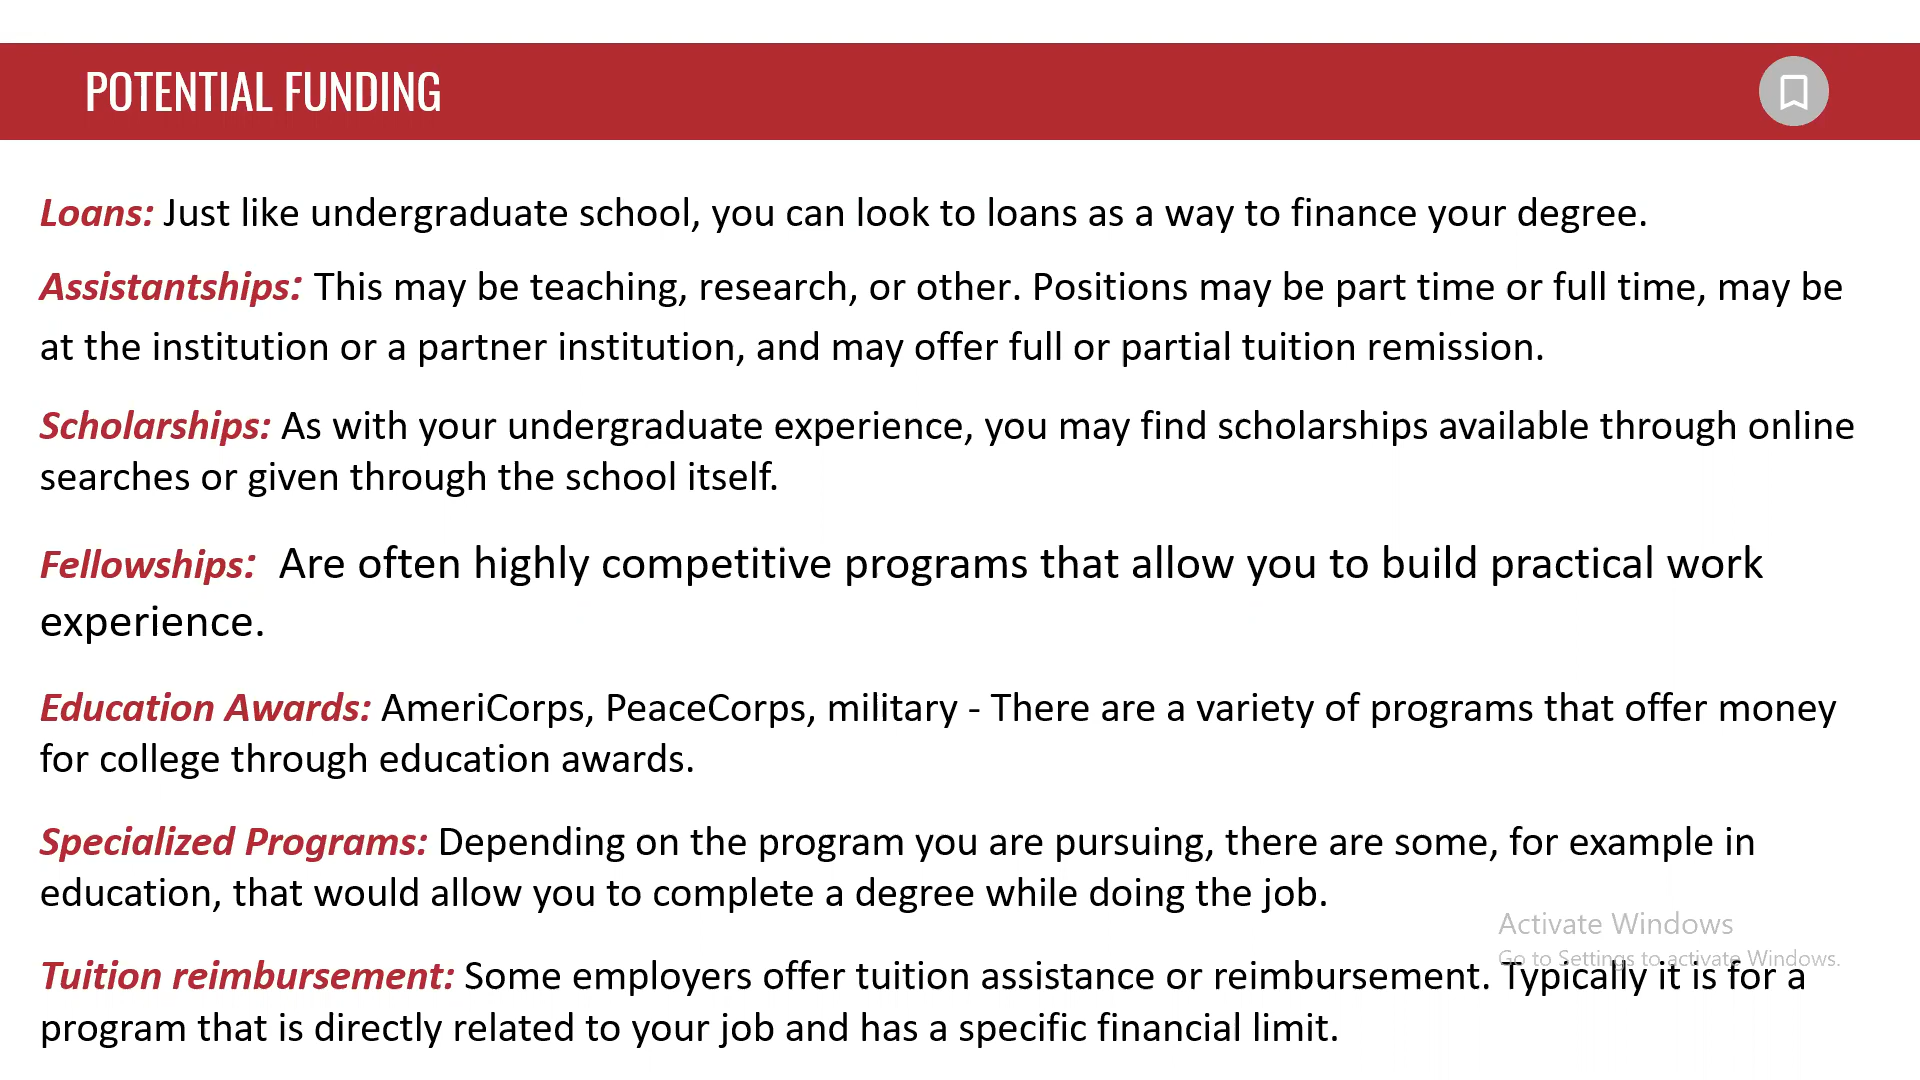 POTENTIAL FUNDING
Loans: Just like undergraduate school, you can look to loans as a way to finance your degree.
Assistantships: This may be teaching, research, or other. Positions may be part time or full time, may be
at the institution or a partner institution, and may offer full or partial tuition remission.
Scholarships: As with your undergraduate experience, you may find scholarships available through online
searches or given through the school itself.
Fellowships: Are often highly competitive programs that allow you to build practical work
experience.
Education Awards: AmeriCorps, PeaceCorps, military - There are a variety of programs that offer money
for college through education awards.
Specialized Programs: Depending on the program you are pursuing, there are some, for example in
education, that would allow you to complete a degree while doing the job.
Activate Windows
Go to Settings to activate Windows.
Tuition reimbursement: Some employers offer tuition assistance or reimbursement. Typically it is for a
program that is directly related to your job and has a specific financial limit.